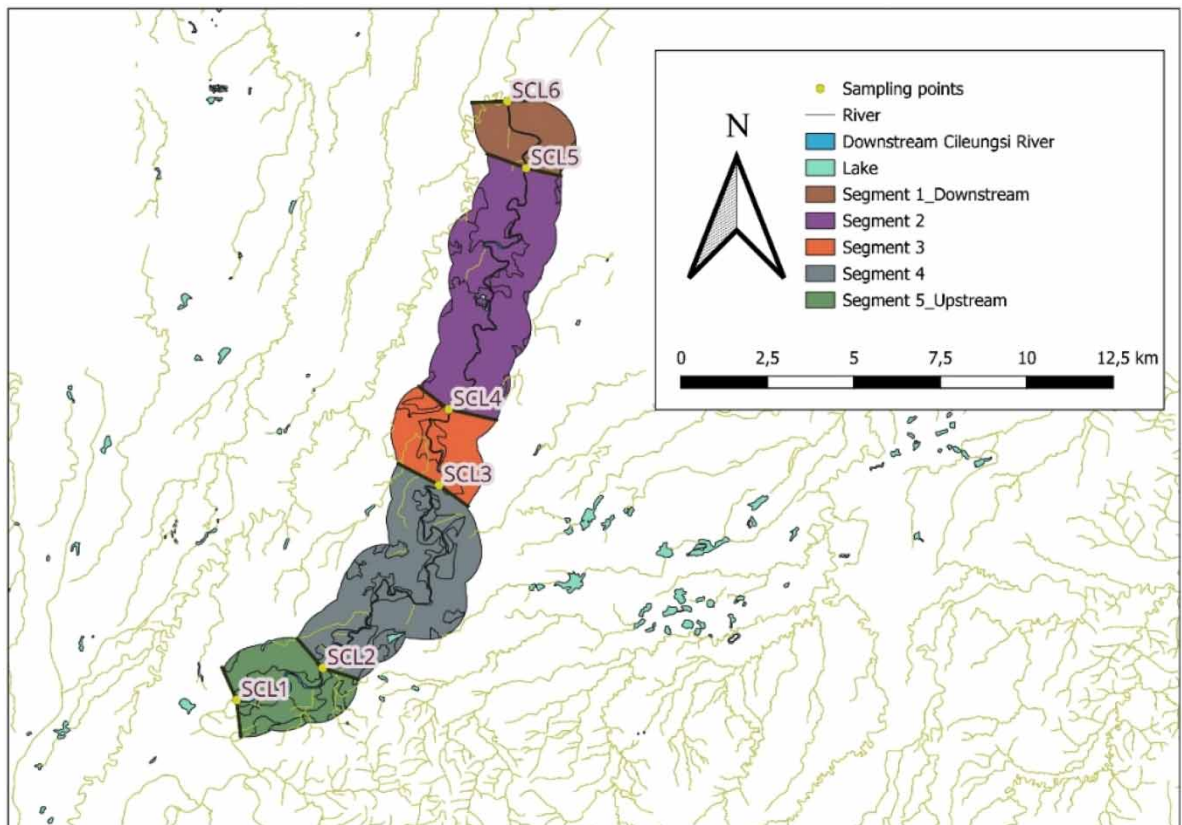 SCL6
SCL5
SCL4
SCL3
SCL2
SCL1
N
Sampling points
River
Downstream Cileungsi River
Lake
Segment 1_Downstream
Segment 2
Segment 3
Segment 4
Segment 5_Upstream
0 2,5 5 7,5 10 12,5 km